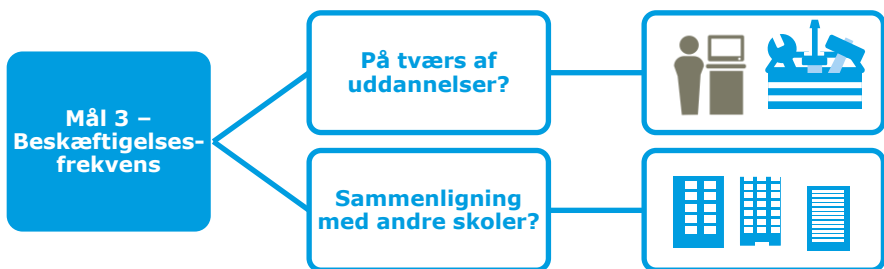 Mål 3 –
Beskæftigelses-
frekvens
På tværs af
uddannelser?
Sammenligning
med andre skoler?